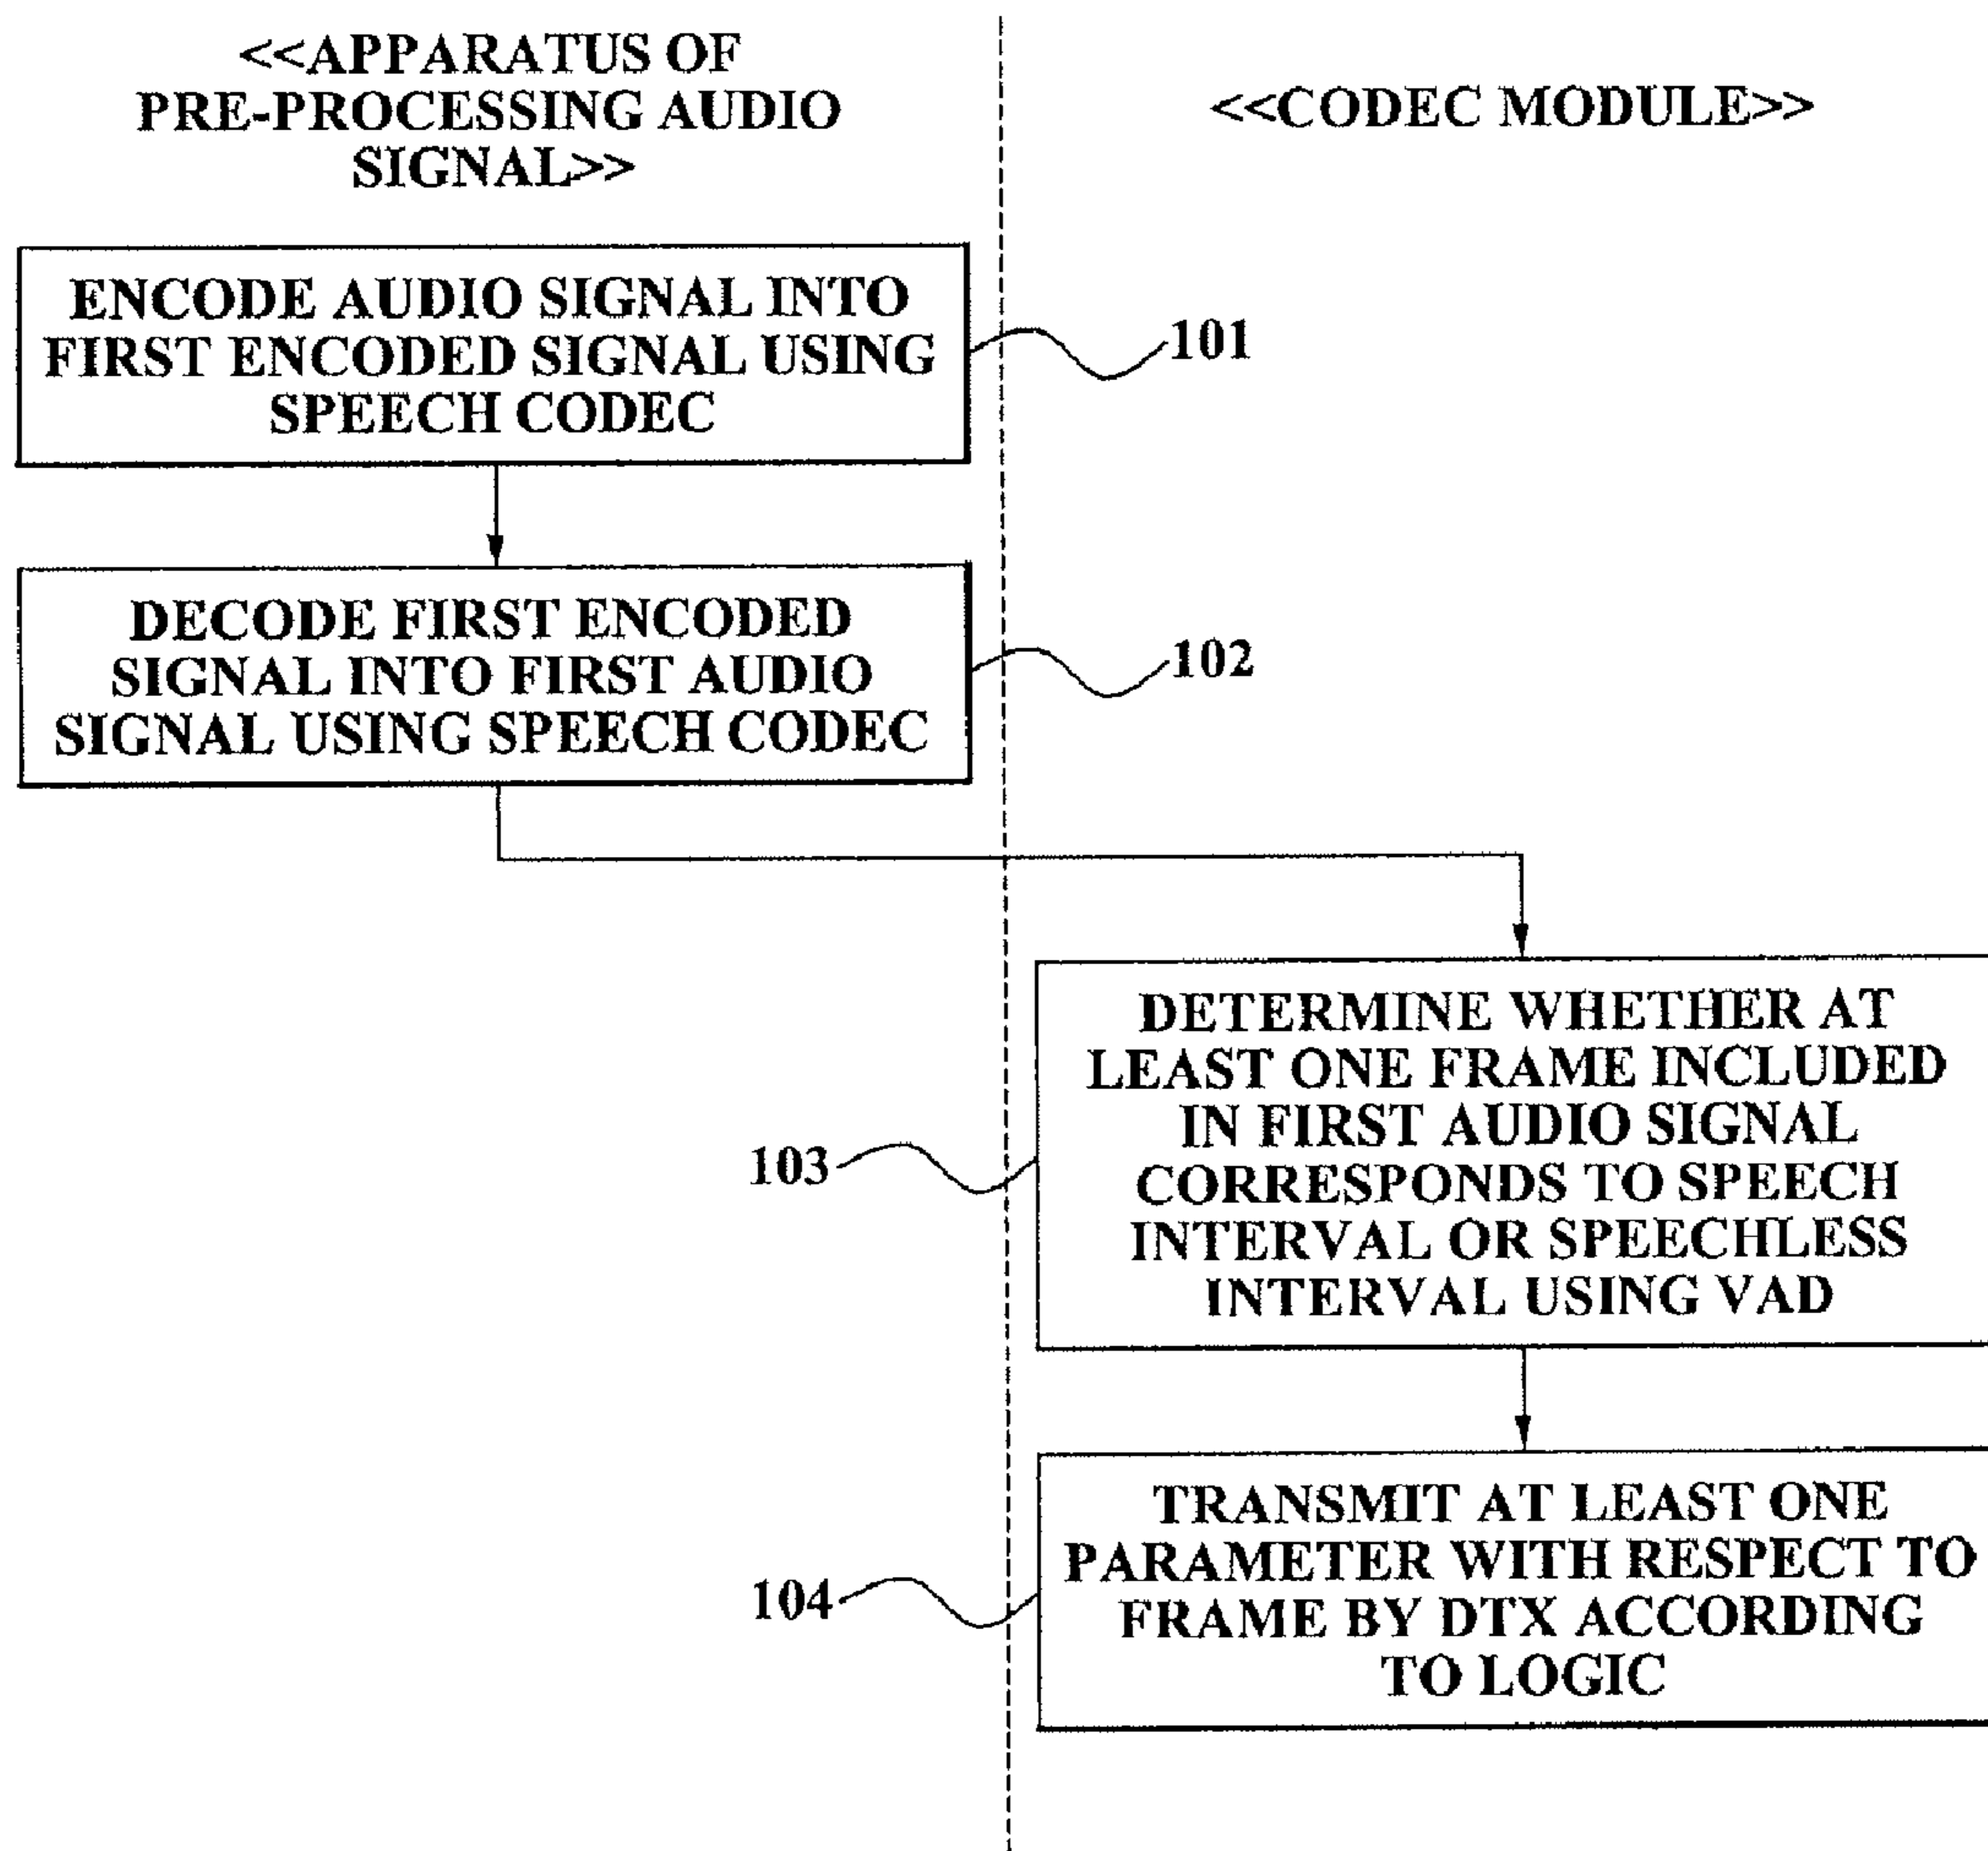 <<APPARATUS OF
PRE-PROCESSING AUDIO
SIGNAL>>
<<CODEC MODULE>>
ENCODE AUDIO SIGNAL INTO
FIRST ENCODED SIGNAL USING
SPEECH CODEC
101
DECODE FIRST ENCODED
SIGNAL INTO FIRST AUDIO
SIGNAL USING SPEECH CODEC
102
DETERMINE WHETHER AT
LEAST ONE FRAME INCLUDED
IN FIRST AUDIO SIGNAL
CORRESPONDS TO SPEECH
INTERVAL OR SPEECHLESS
INTERVAL USING VAD
103
TRANSMIT AT LEAST ONE
PARAMETER WITH RESPECT TO
FRAME BY DTX ACCORDING
TO LOGIC
104